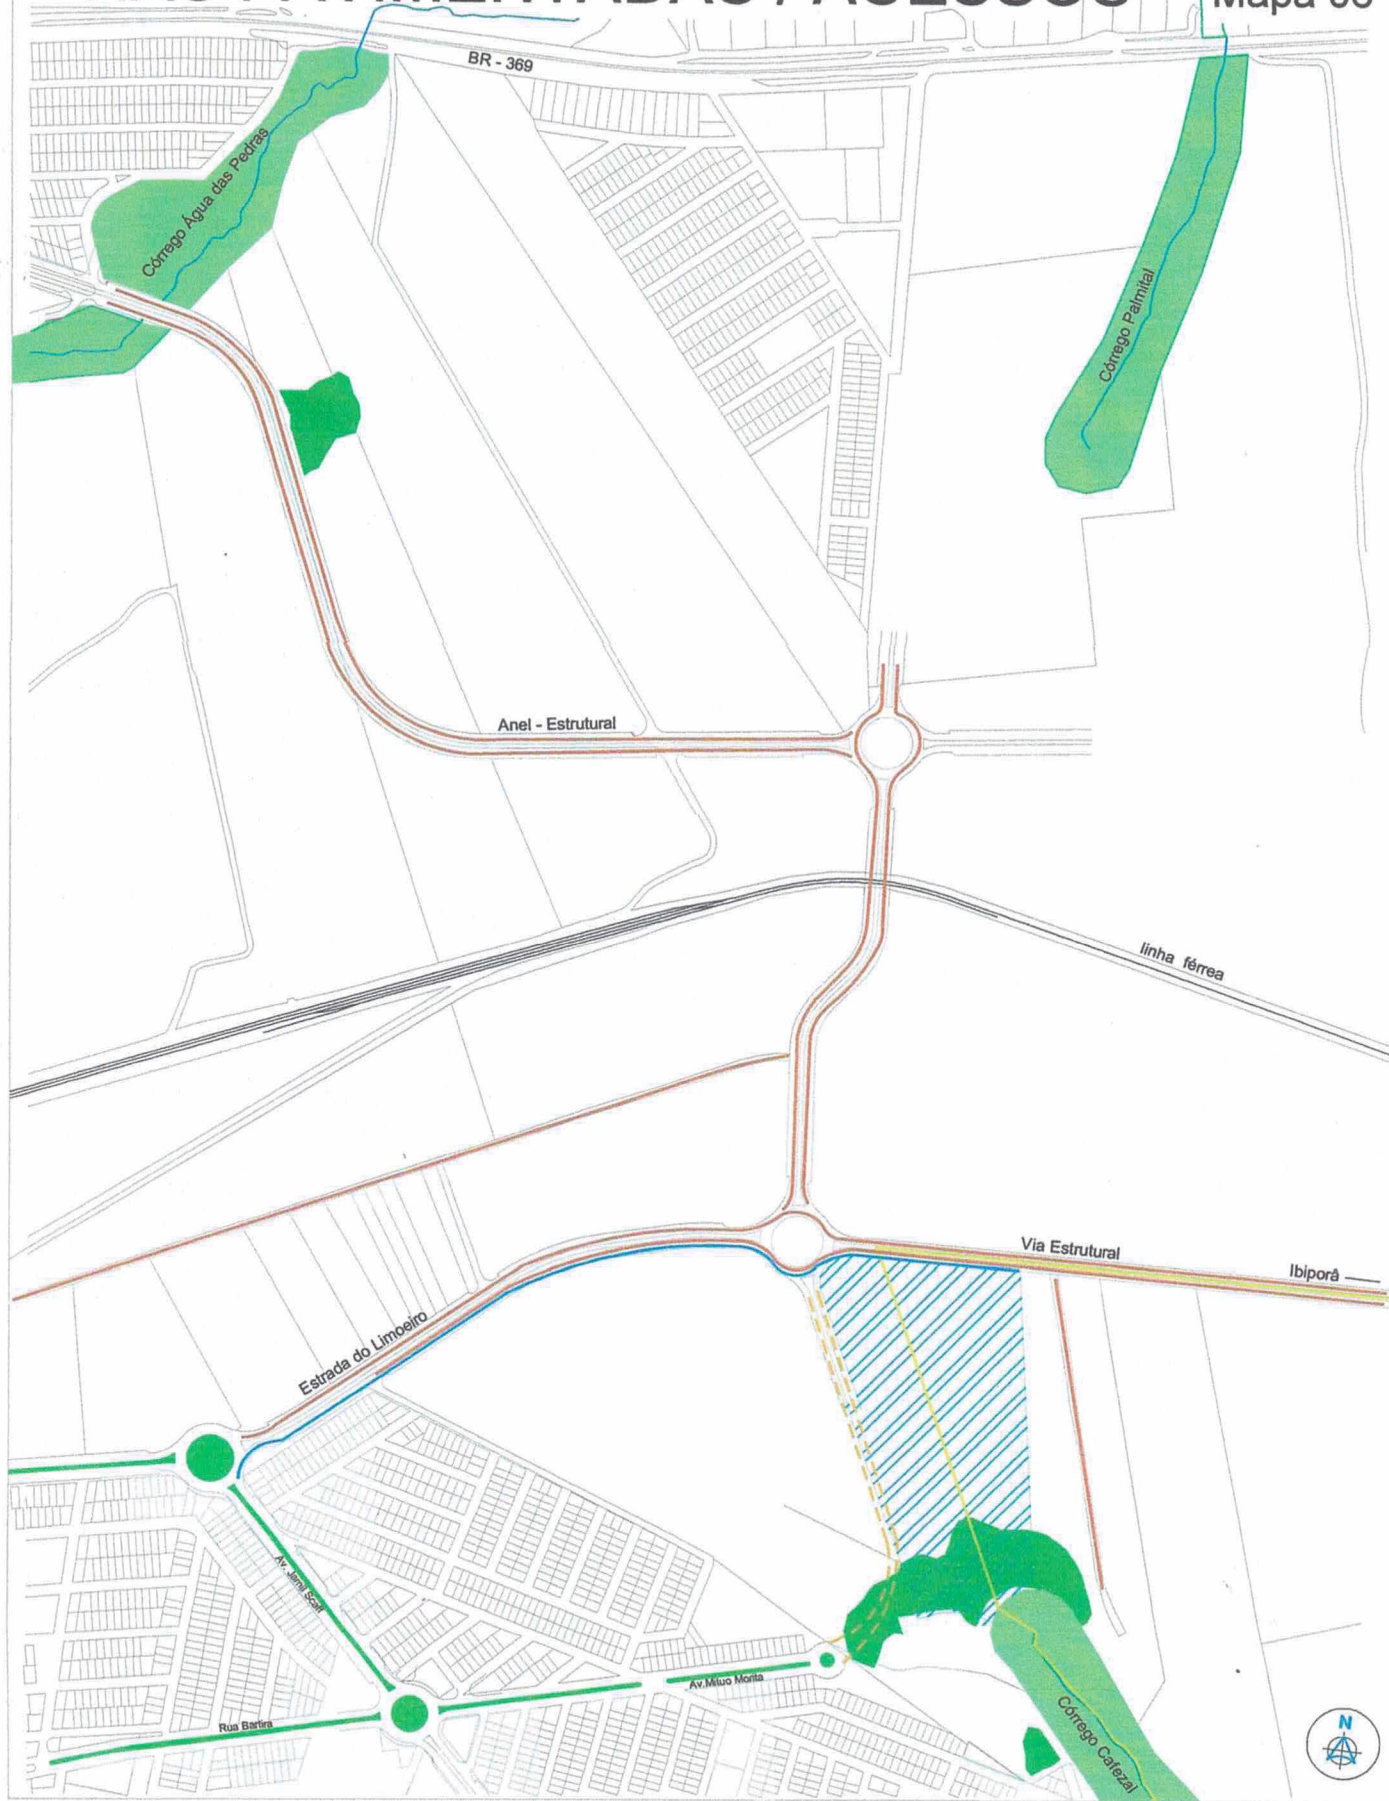 BR - 369
Córrego Água das Pedras
Córrego Palmital
Anel - Estrutural
linha férrea
Via Estrutural
Ibiporã
Estrada do Limoeiro
Av. Jamil Scaff
Av. Mituo Morita
Rua Bartira
Córrego Cafezal
N